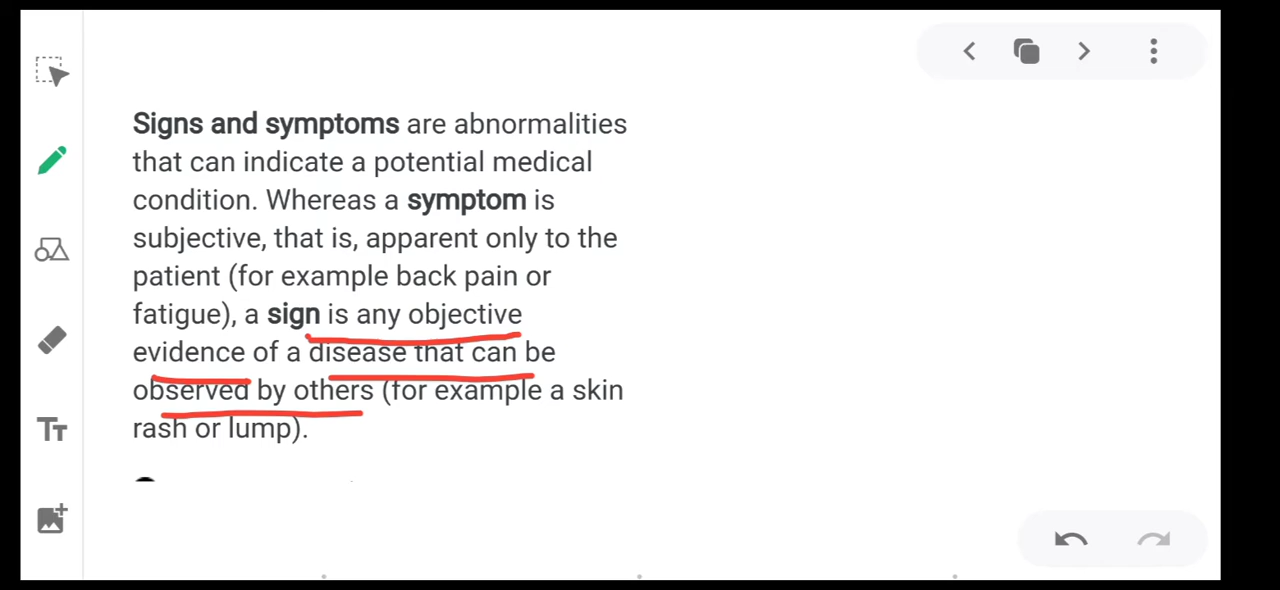 Signs and symptoms are abnormalities
that can indicate a potential medical
condition. Whereas a symptom is
subjective, that is, apparent only to the
patient (for example back pain or
fatigue), a sign is any objective
evidence of a disease that can be
observed by others (for example a skin
rash or lump).